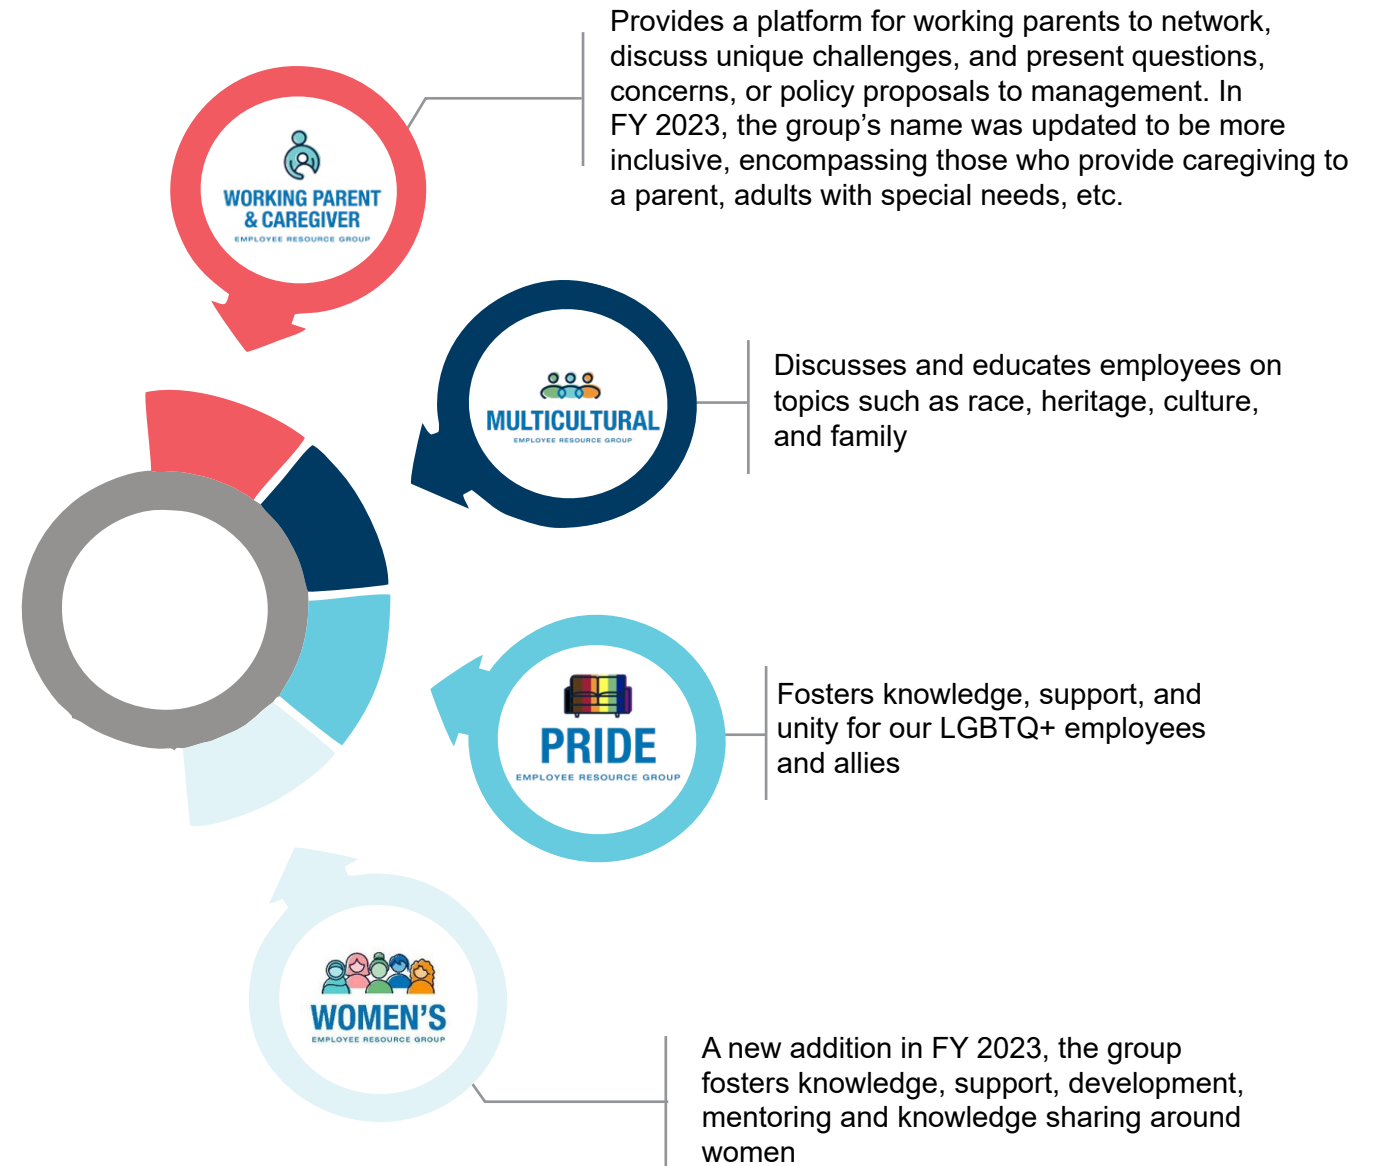 Provides a platform for working parents to network,
discuss unique challenges, and present questions,
concerns, or policy proposals to management. In
FY 2023, the group’s name was updated to be more
inclusive, encompassing those who provide caregiving to
a parent, adults with special needs, etc.
WORKING PARENT
& CAREGIVER
EMPLOYEE RESOURCE GROUP
MULTICULTURAL
EMPLOYEE RESOURCE GROUP
Discusses and educates employees on
topics such as race, heritage, culture,
and family
PRIDE
EMPLOYEE RESOURCE GROUP
Fosters knowledge, support, and
unity for our LGBTQ+ employees
and allies
WOMEN’S
EMPLOYEE RESOURCE GROUP
A new addition in FY 2023, the group
fosters knowledge, support, development,
mentoring and knowledge sharing around
women